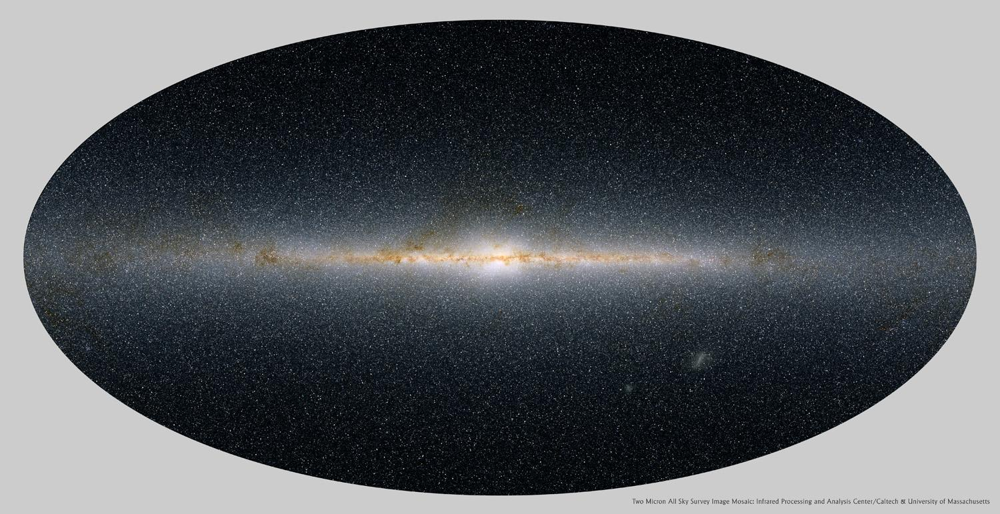 Two Micron All Sky Survey Image Mosaic: Infrared Processing and Analysis Center/Caltech & University of Massachusetts